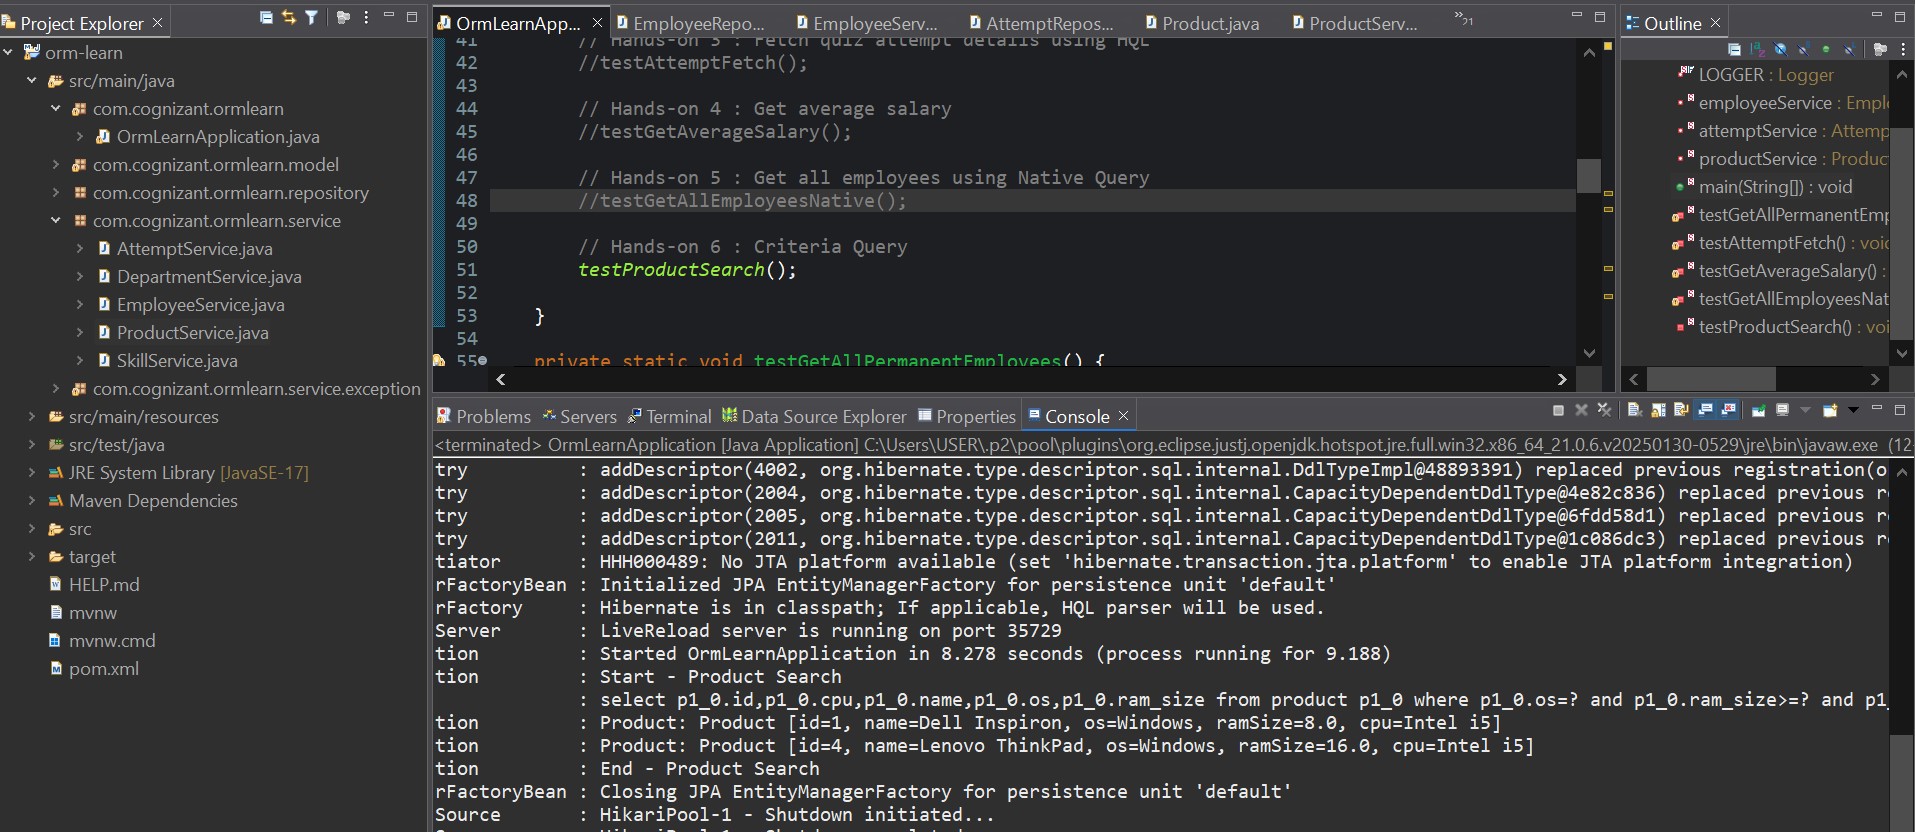 Project Explorer
orm-learn
src/main/java
com.cognizant.ormlearn
OrmLearnApplication.java
com.cognizant.ormlearn.model
com.cognizant.ormlearn.repository
com.cognizant.ormlearn.service
AttemptService.java
DepartmentService.java
EmployeeService.java
ProductService.java
SkillService.java
com.cognizant.ormlearn.service.exception
src/main/resources
src/test/java
JRE System Library [JavaSE-17]
Maven Dependencies
src
target
HELP.md
mvnw
mvnw.cmd
pom.xml
OrmLearnApp... EmployeeRepo... EmployeeServ... AttemptRepos... Product.java ProductServ... »21
41 // Hands-on 3 : Fetch quiz attempt details using HQL
42 //testAttemptFetch();
43
44 // Hands-on 4 : Get average salary
45 //testGetAverageSalary();
46
47 // Hands-on 5 : Get all employees using Native Query
48 //testGetAllEmployeesNative();
49
50 // Hands-on 6 : Criteria Query
51 testProductSearch();
52
53 }
54
55 private static void testGetAllPermanentEmployees() {
Outline
LOGGER : Logger
employeeService : Emplo
attemptService : Attemp
productService : Produc
main(String[]) : void
testGetAllPermanentEmp
testAttemptFetch() : void
testGetAverageSalary() :
testGetAllEmployeesNat
testProductSearch() : voi
Problems Servers Terminal Data Source Explorer Properties Console
<terminated> OrmLearnApplication [Java Application] C:\Users\USER\.p2\pool\plugins\org.eclipse.justj.openjdk.hotspot.jre.full.win32.x86_64_21.0.6.v20250130-0529\jre\bin\javaw.exe (12
try : addDescriptor(4002, org.hibernate.type.descriptor.sql.internal.DdlTypeImpl@48893391) replaced previous registration(o
try : addDescriptor(2004, org.hibernate.type.descriptor.sql.internal.CapacityDependentDdlType@4e82c836) replaced previous r
try : addDescriptor(2005, org.hibernate.type.descriptor.sql.internal.CapacityDependentDdlType@6fdd58d1) replaced previous r
try : addDescriptor(2011, org.hibernate.type.descriptor.sql.internal.CapacityDependentDdlType@1c086dc3) replaced previous r
tiator : HHH000489: No JTA platform available (set 'hibernate.transaction.jta.platform' to enable JTA platform integration)
rFactoryBean : Initialized JPA EntityManagerFactory for persistence unit 'default'
rFactory : Hibernate is in classpath; If applicable, HQL parser will be used.
Server : LiveReload server is running on port 35729
tion : Started OrmLearnApplication in 8.278 seconds (process running for 9.188)
tion : Start - Product Search
: select p1_0.id,p1_0.cpu,p1_0.name,p1_0.os,p1_0.ram_size from product p1_0 where p1_0.os=? and p1_0.ram_size>=? and p1_
tion : Product: Product [id=1, name=Dell Inspiron, os=Windows, ramSize=8.0, cpu=Intel i5]
tion : Product: Product [id=4, name=Lenovo ThinkPad, os=Windows, ramSize=16.0, cpu=Intel i5]
tion : End - Product Search
rFactoryBean : Closing JPA EntityManagerFactory for persistence unit 'default'
Source : HikariPool-1 - Shutdown initiated...